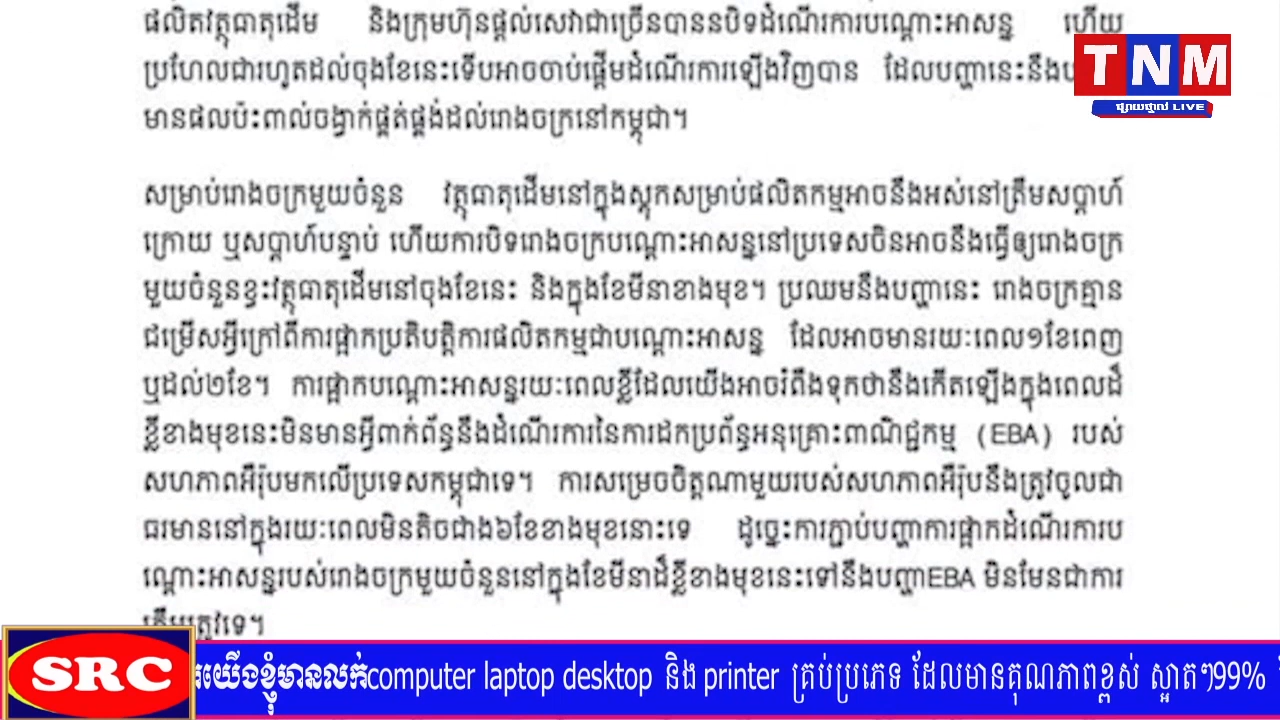 ផលិតវត្ថុធាតុដើម និងក្រុមហ៊ុនផ្តល់សេវាជាច្រើនបាននបិទដំណើរការបណ្តោះអាសន្ន ហើយ
ប្រហែលជារហូតដល់ចុងខែនេះទើបអាចចាប់ផ្តើមដំណើរការឡើងវិញបាន ដែលបញ្ហានេះនឹង
មានផលប៉ះពាល់ចង្វាក់ផ្គត់ផ្គង់ដល់រោងចក្រនៅកម្ពុជា។
សម្រាប់រោងចក្រមួយចំនួន វត្ថុធាតុដើមនៅក្នុងស្តុកសម្រាប់ផលិតកម្មអាចនឹងអស់នៅត្រឹមសប្តាហ៍
ក្រោយ ឬសប្តាហ៍បន្ទាប់ ហើយការបិទរោងចក្របណ្តោះអាសន្ននៅប្រទេសចិនអាចនឹងធ្វើឲ្យរោងចក្រ
មួយចំនួនខ្វះវត្ថុធាតុដើមនៅចុងខែនេះ និងក្នុងខែមីនាខាងមុខ។ ប្រឈមនឹងបញ្ហានេះ រោងចក្រគ្មាន
ជម្រើសអ្វីក្រៅពីការផ្អាកប្រតិបត្តិការផលិតកម្មជាបណ្តោះអាសន្ន ដែលអាចមានរយៈពេល១ខែពេញ
ឬដល់២ខែ។ ការផ្អាកបណ្តោះអាសន្នរយៈពេលខ្លីដែលយើងអាចរំពឹងទុកថានឹងកើតឡើងក្នុងពេលដ៏
ខ្លីខាងមុខនេះមិនមានអ្វីពាក់ព័ន្ធនឹងដំណើរការនៃការដកប្រព័ន្ធអនុគ្រោះពាណិជ្ជកម្ម (EBA) របស់
សហភាពអឺរ៉ុបមកលើប្រទេសកម្ពុជាទេ។ ការសម្រេចចិត្តណាមួយរបស់សហភាពអឺរ៉ុបនឹងត្រូវចូលជា
ធរមាននៅក្នុងរយៈពេលមិនតិចជាង៦ខែខាងមុខនោះទេ ដូច្នេះការភ្ជាប់បញ្ហាការផ្អាកដំណើរការប
ណ្តោះអាសន្នរបស់រោងចក្រមួយចំនួននៅក្នុងខែមីនាដ៏ខ្លីខាងមុខនេះទៅនឹងបញ្ហាEBA មិនមែនជាការ
ត្រឹមត្រូវទេ។
TNM
ផ្សាយផ្ទាល់ LIVE
SRC
យើងខ្ញុំមានលក់computer laptop desktop និង printer គ្រប់ប្រភេទ ដែលមានគុណភាពខ្ពស់ ស្អាតៗ99%